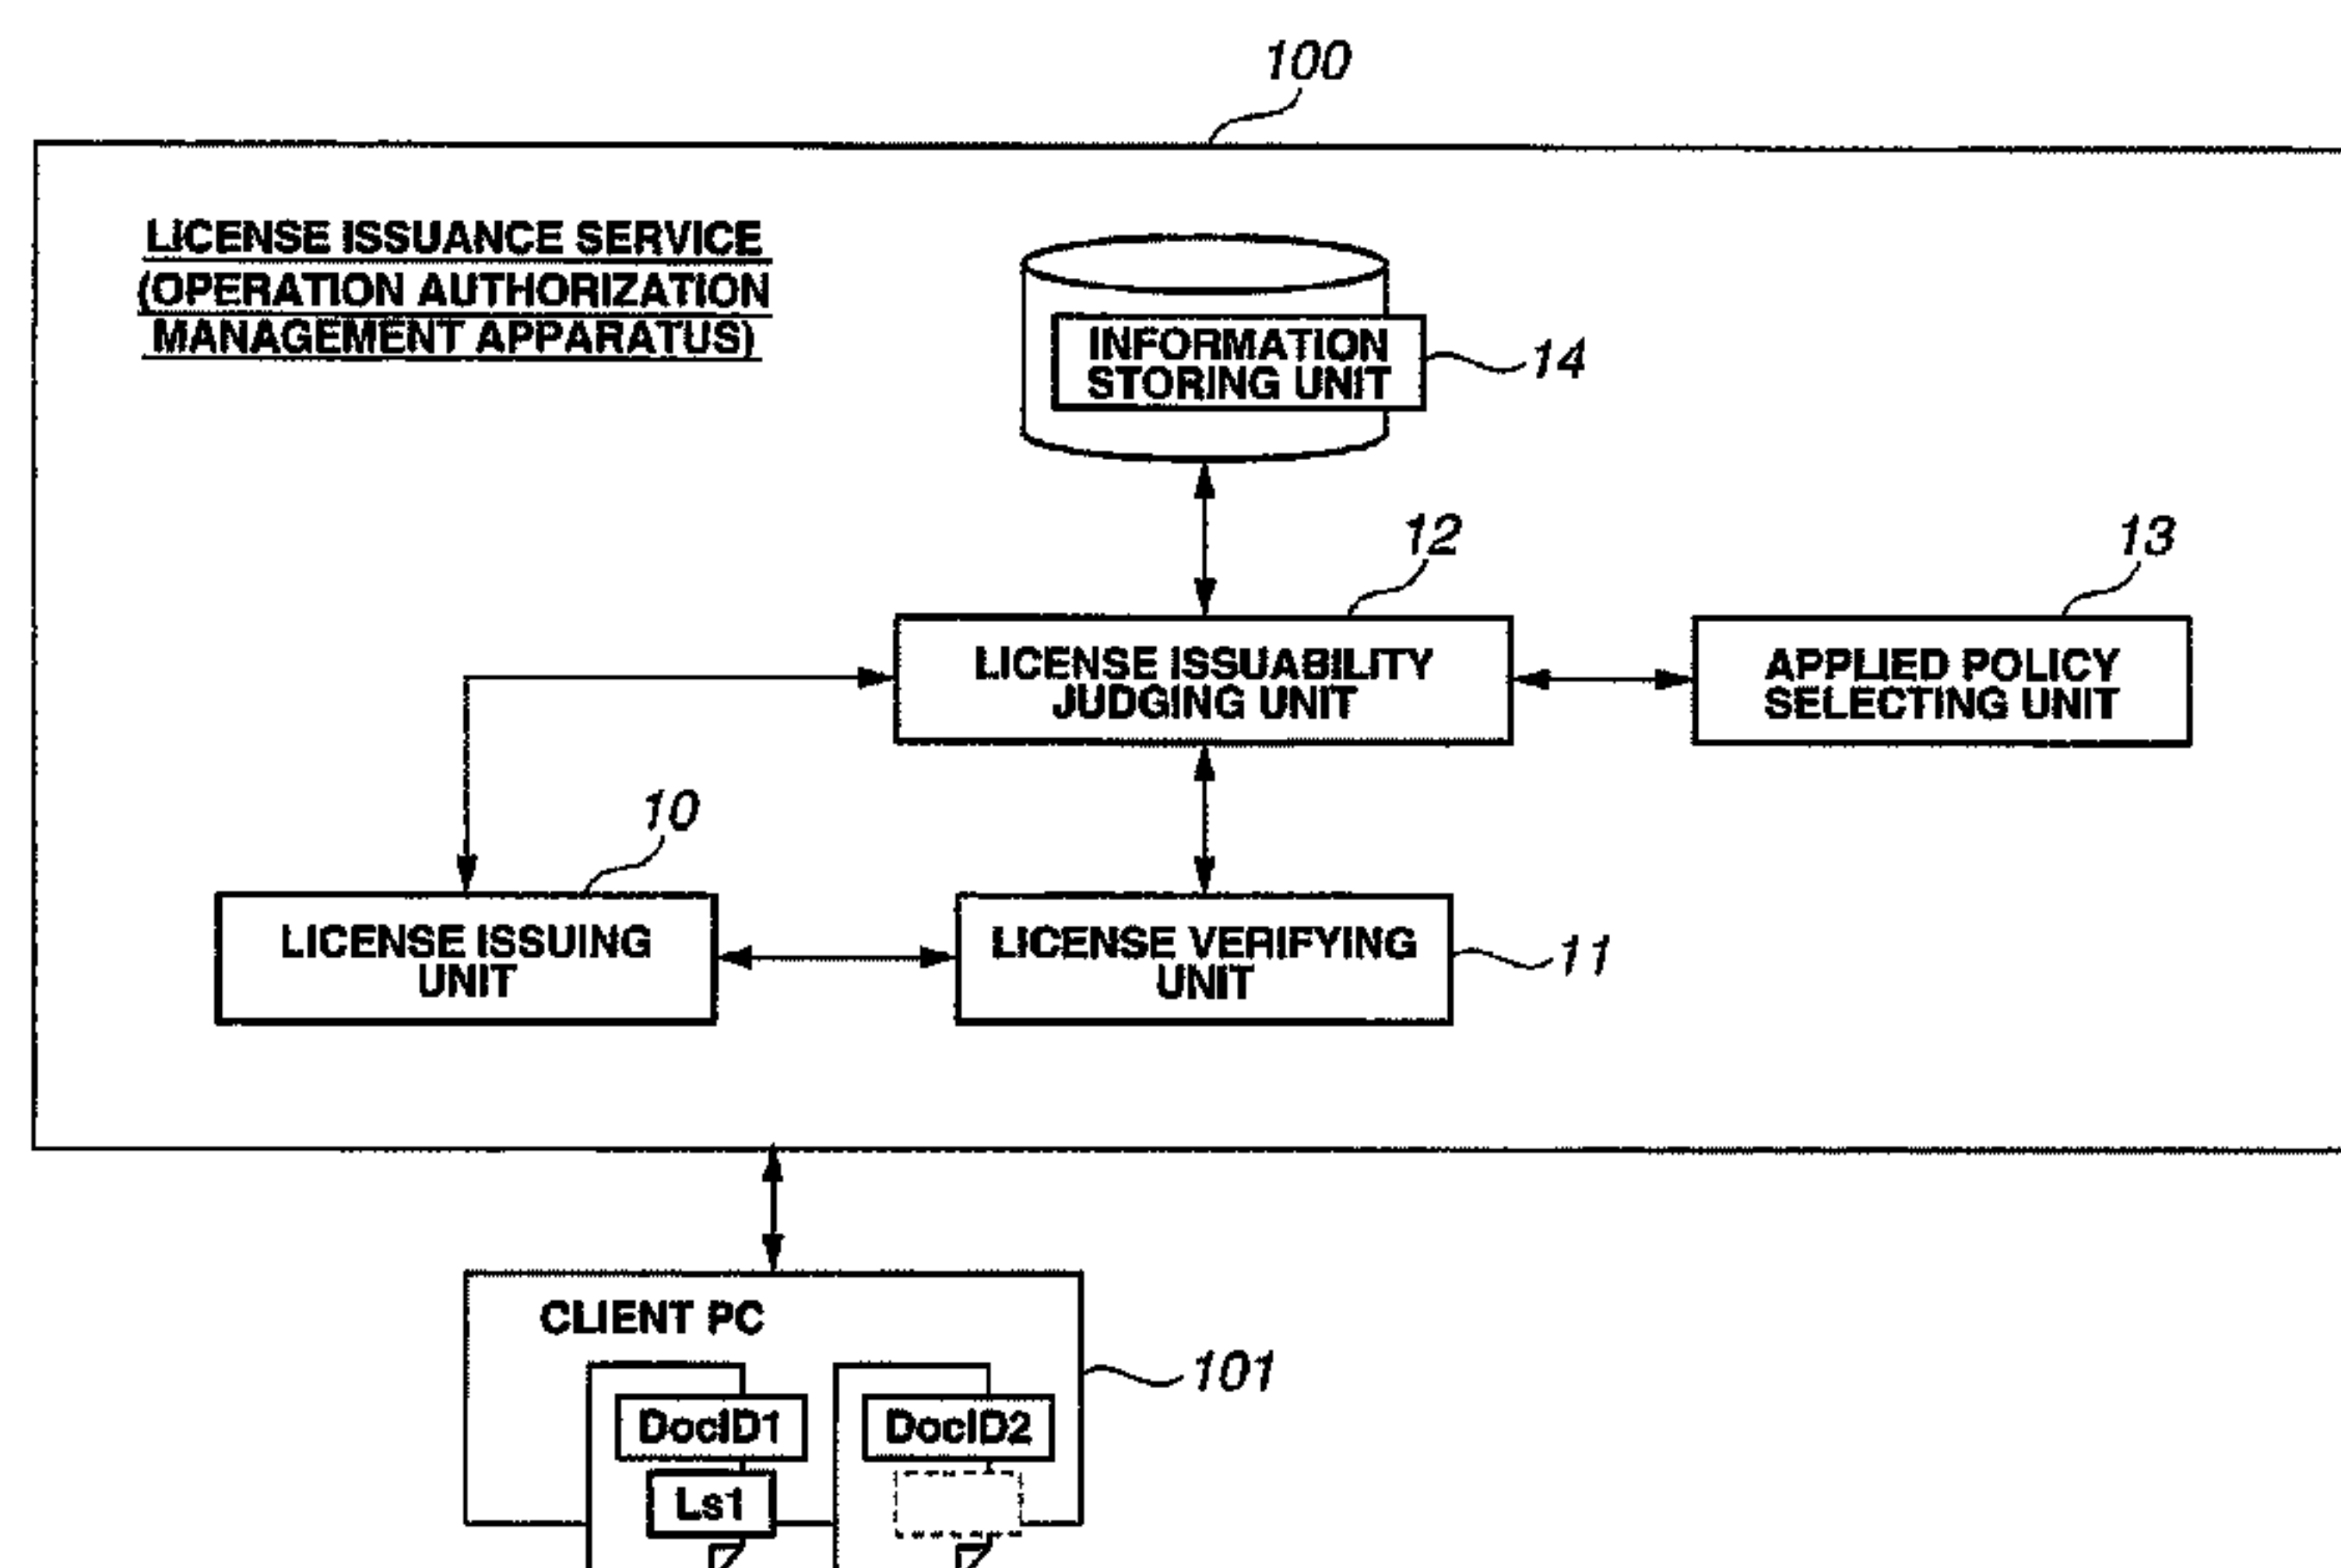 100
LICENSE ISSUANCE SERVICE
(OPERATION AUTHORIZATION
MANAGEMENT APPARATUS)
INFORMATION
STORING UNIT
14
12
13
LICENSE ISSUABILITY
JUDGING UNIT
APPLIED POLICY
SELECTING UNIT
10
LICENSE ISSUING
UNIT
LICENSE VERIFYING
UNIT
11
CLIENT PC
101
DocID1
DocID2
Ls1